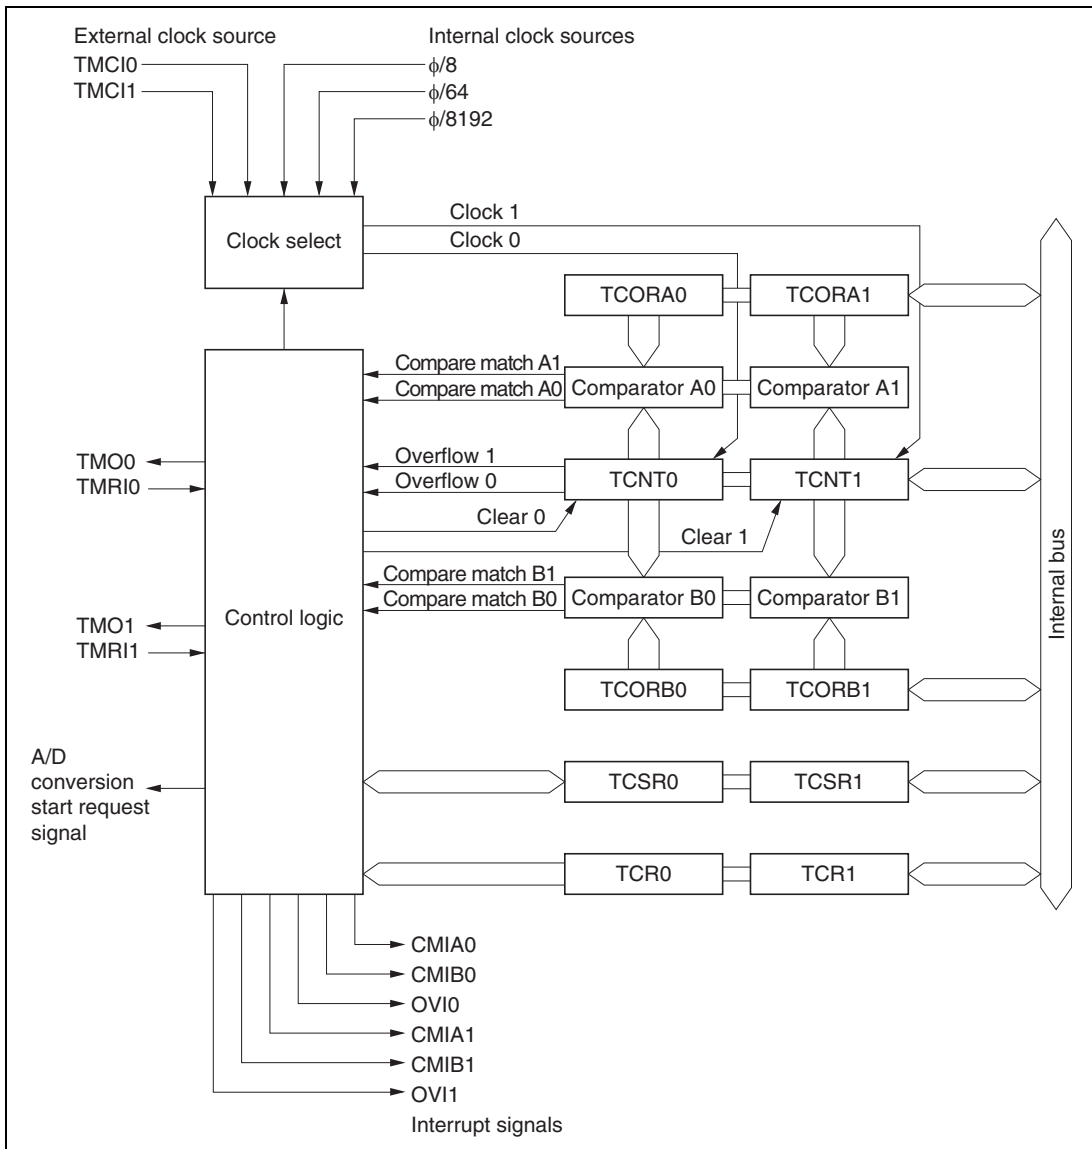 External clock source
Internal clock sources
TMCI0
TMCI1
ϕ/8
ϕ/64
ϕ/8192
Clock select
Clock 1
Clock 0
TCORA0
TCORA1
Compare match A1
Compare match A0
Comparator A0
Comparator A1
TMO0
TMRI0
Overflow 1
Overflow 0
TCNT0
TCNT1
Clear 0
Clear 1
Compare match B1
Compare match B0
Comparator B0
Comparator B1
Control logic
TMO1
TMRI1
TCORB0
TCORB1
Internal bus
A/D
conversion
start request
signal
TCSR0
TCSR1
TCR0
TCR1
CMIA0
CMIB0
OVI0
CMIA1
CMIB1
OVI1
Interrupt signals